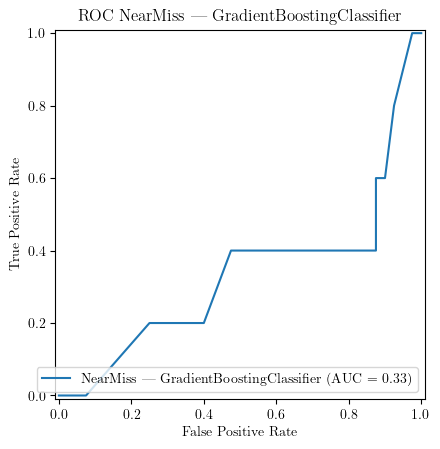 ROC NearMiss — GradientBoostingClassifier
1.0
0.8
0.6
0.4
0.2
0.0
True Positive Rate
NearMiss — GradientBoostingClassifier (AUC = 0.33)
0.0 0.2 0.4 0.6 0.8 1.0
False Positive Rate